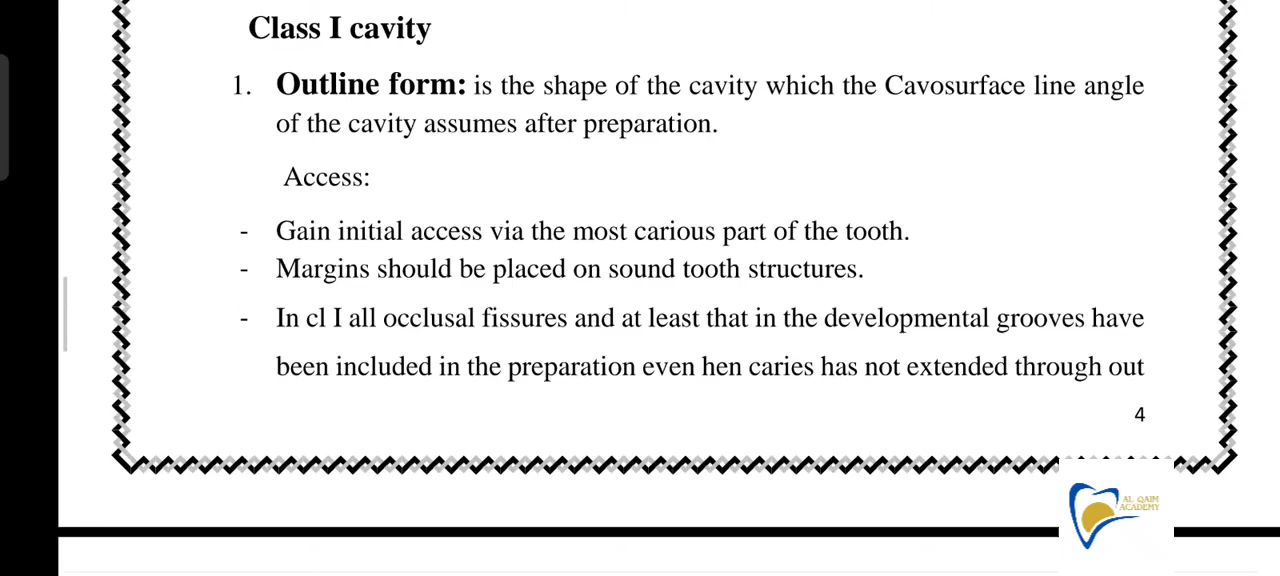 Class I cavity
1. Outline form: is the shape of the cavity which the Cavosurface line angle
of the cavity assumes after preparation.
Access:
- Gain initial access via the most carious part of the tooth.
- Margins should be placed on sound tooth structures.
- In cl I all occlusal fissures and at least that in the developmental grooves have
been included in the preparation even hen caries has not extended through out
4
AL QAIM
ACADEMY